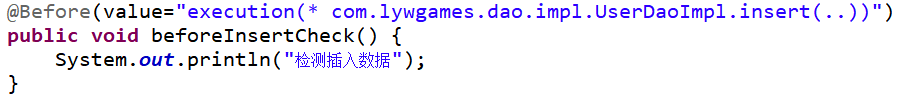 @Before(value="execution(* com.lywgames.dao.impl.UserDaoImpl.insert(..))")
public void beforeInsertCheck() {
    System.out.println("检测插入数据");
}